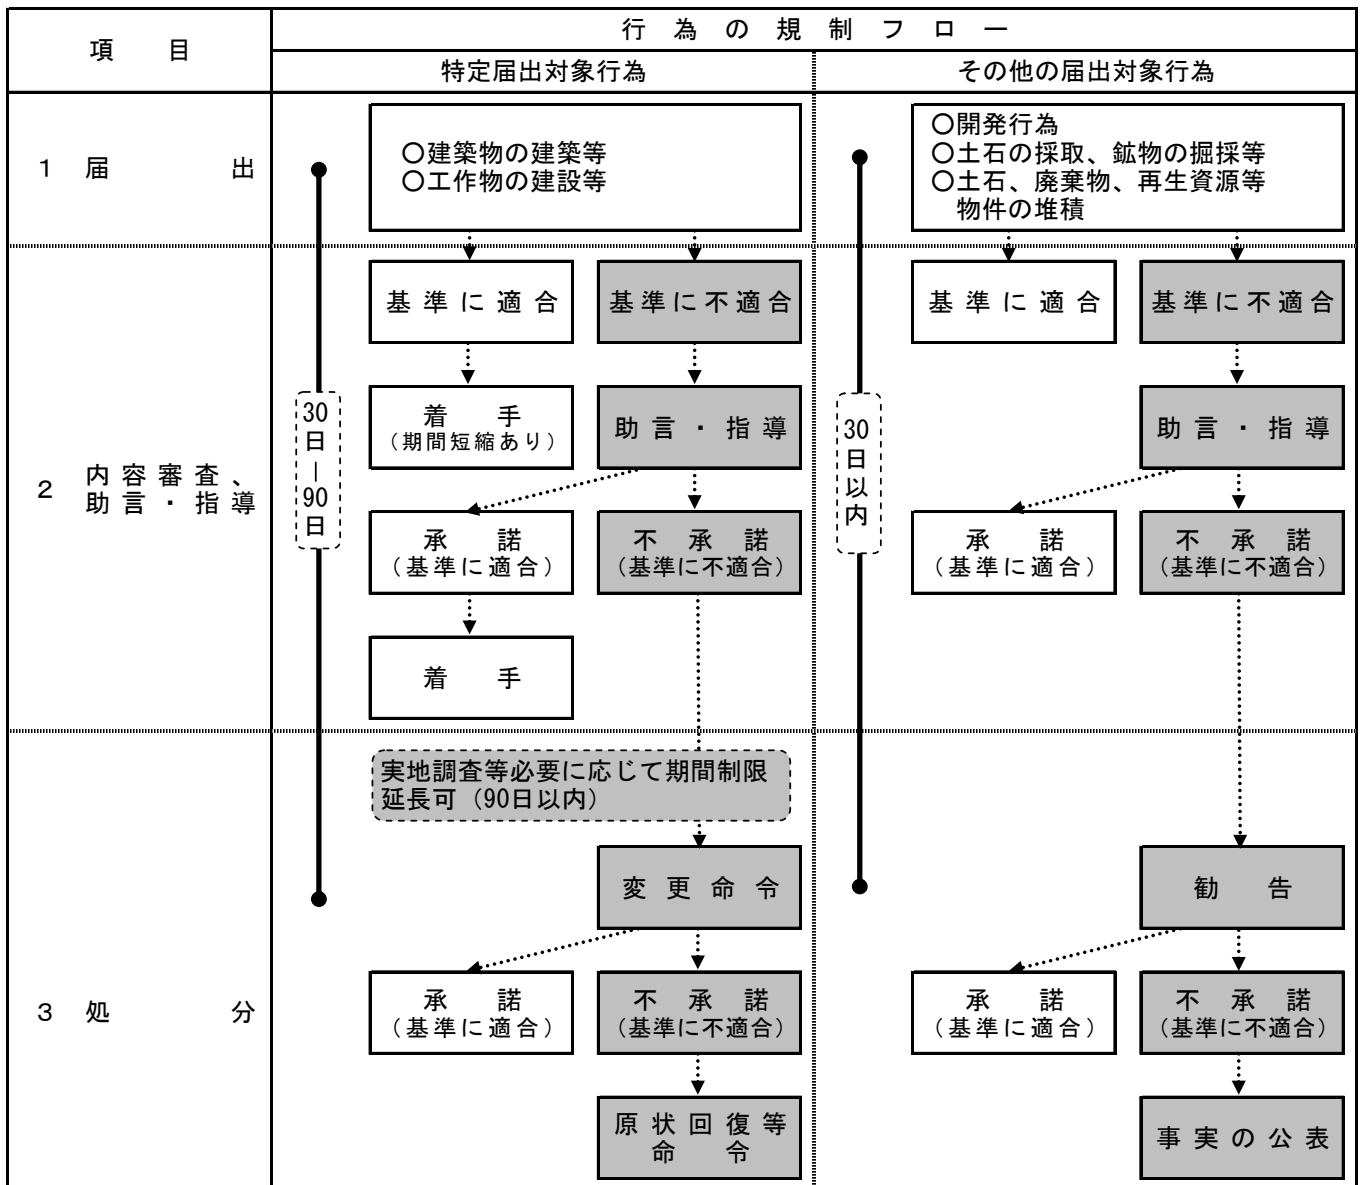 項目
行為の規制フロー
特定届出対象行為
その他の届出対象行為
1 届出
○建築物の建築等
○工作物の建設等
○開発行為
○土石の採取、鉱物の掘採等
○土石、廃棄物、再生資源等
物件の堆積
2 内容審査、
助言・指導
30日―90日
基準に適合
基準に不適合
着手
（期間短縮あり）
助言・指導
承諾
（基準に適合）
不承諾
（基準に不適合）
着手
30日以内
基準に適合
基準に不適合
助言・指導
承諾
（基準に適合）
不承諾
（基準に不適合）
3 処分
実地調査等必要に応じて期間制限
延長可（90日以内）
変更命令
承諾
（基準に適合）
不承諾
（基準に不適合）
原状回復等
命令
勧告
承諾
（基準に適合）
不承諾
（基準に不適合）
事実の公表